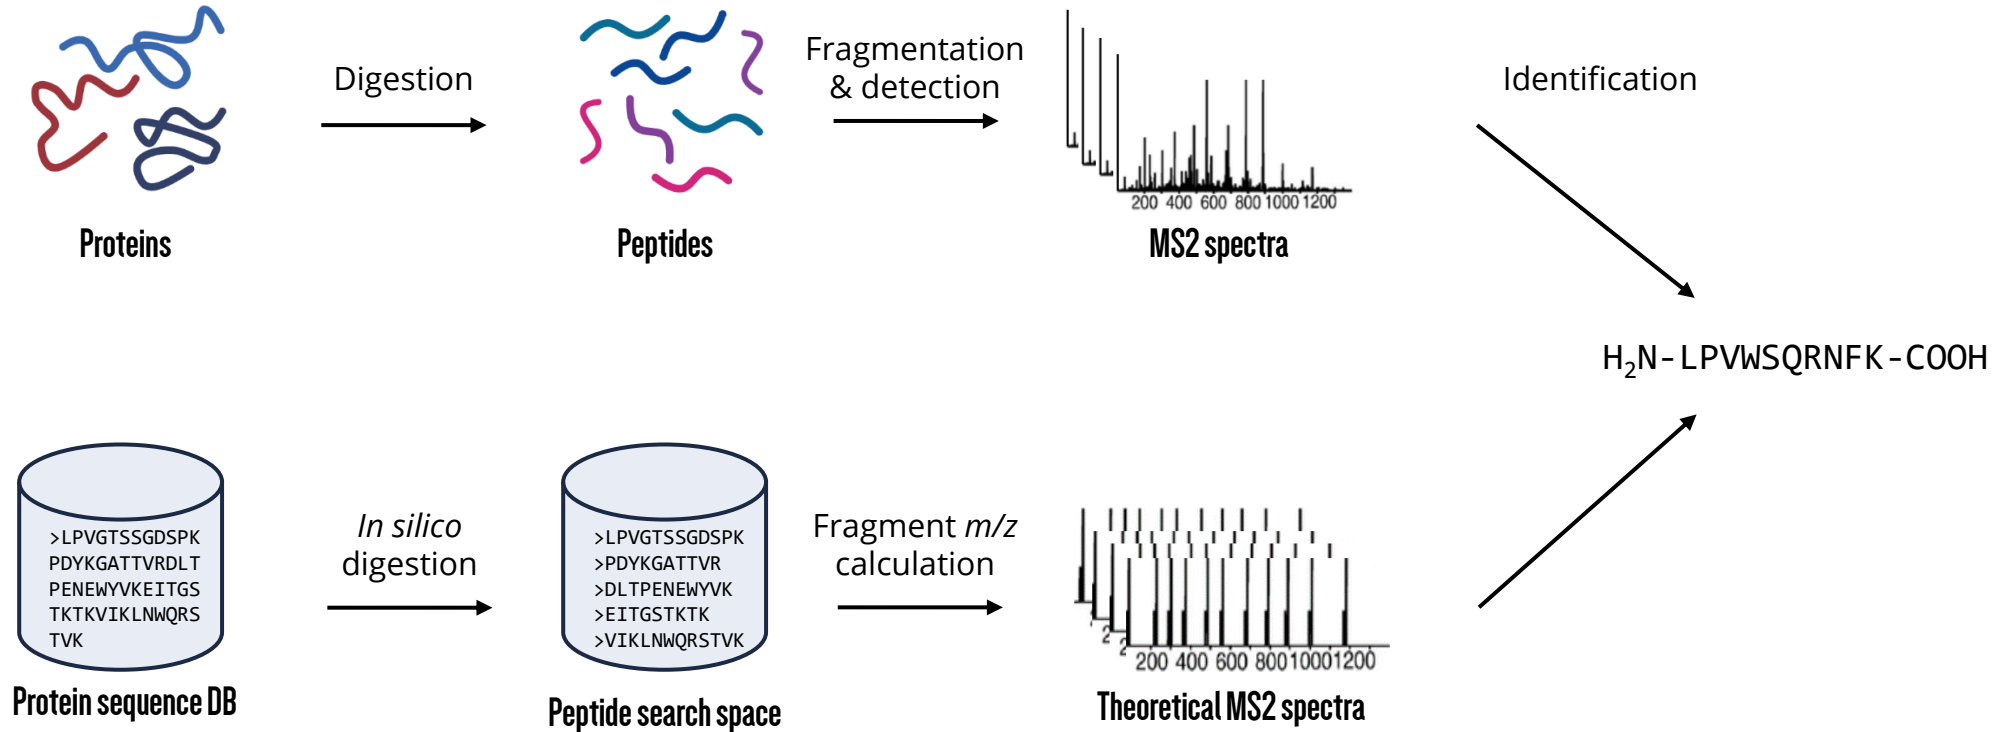 Digestion
Fragmentation
& detection
Identification
200 400 600 800 1000 1200
Proteins
Peptides
MS2 spectra
H₂N-LPVWSQRNFK-COOH
>LPVGTSSGDSPK
PDYKGATTVRDLT
PENEWYVKEITGS
TKTKVIKLNWQRS
TVK
In silico
digestion
>LPVGTSSGDSPK
>PDYKGATTVR
>DLTPENEWYVK
>EITGSTKTK
>VIKLNWQRSTVK
Fragment m/z
calculation
2
2
200 400 600 800 1000 1200
Protein sequence DB
Peptide search space
Theoretical MS2 spectra